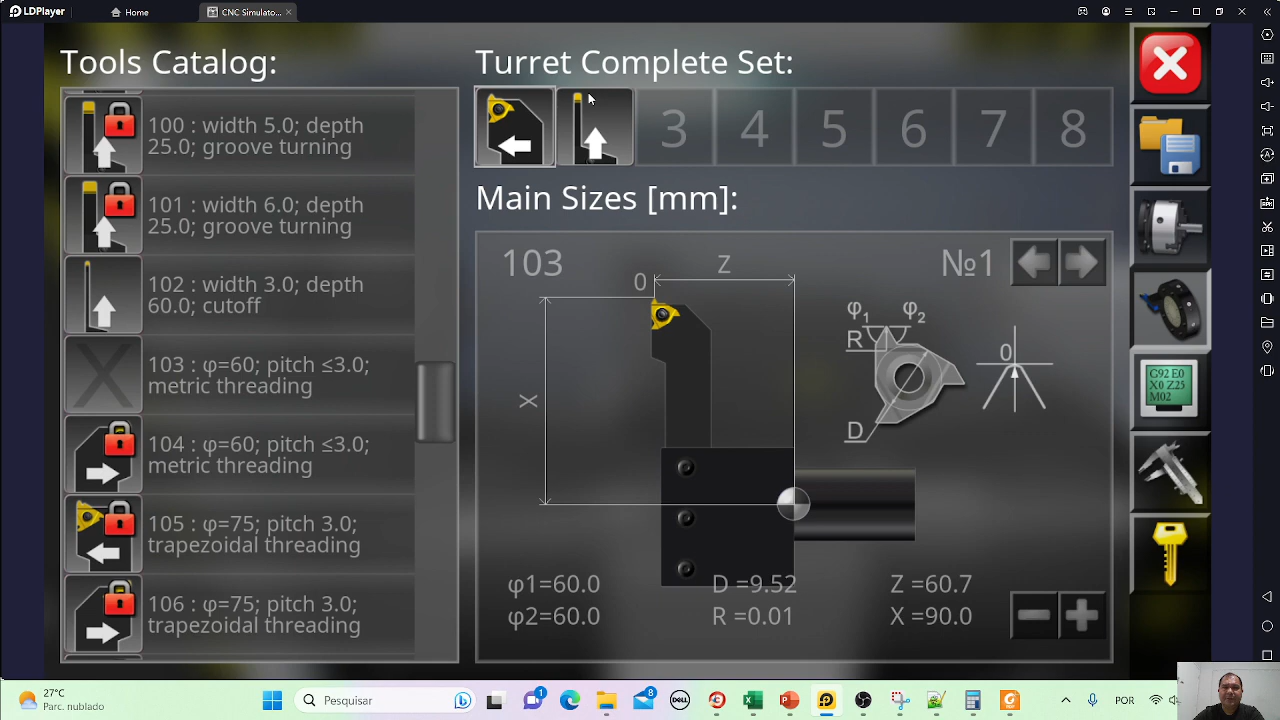 LDPlayer
Home
CNC Simulato...
Tools Catalog:
100 : width 5.0; depth
25.0; groove turning
101 : width 6.0; depth
25.0; groove turning
102 : width 3.0; depth
60.0; cutoff
103 : φ=60; pitch ≤3.0;
metric threading
104 : φ=60; pitch ≤3.0;
metric threading
105 : φ=75; pitch 3.0;
trapezoidal threading
106 : φ=75; pitch 3.0;
trapezoidal threading
Turret Complete Set:
3 4 5 6 7 8
Main Sizes [mm]:
103
№1
0
Z
X
φ1 φ2
R
D
0
φ1=60.0 D =9.52 Z =60.7
φ2=60.0 R =0.01 X =90.0
G92 E0
X0 Z25
M02
27°C
Parc. nublado
Pesquisar
1
8
DELL
POR